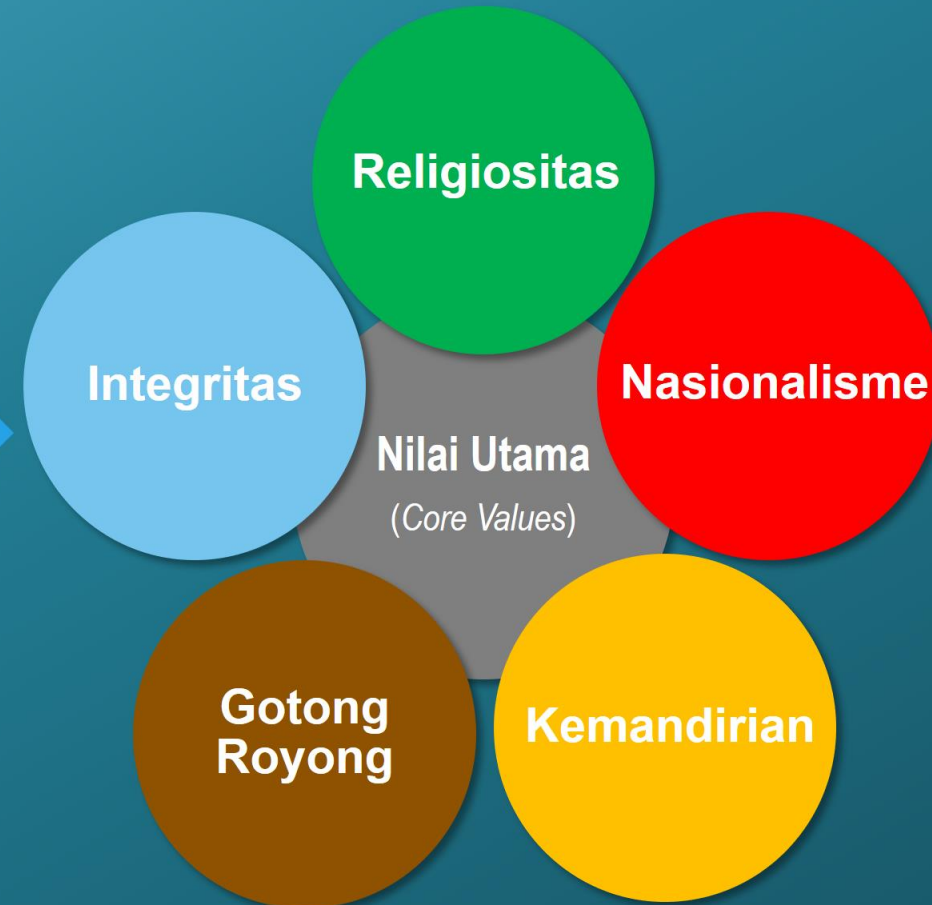 Religiositas
Integritas
Nasionalisme
Nilai Utama
(Core Values)
Gotong
Royong
Kemandirian